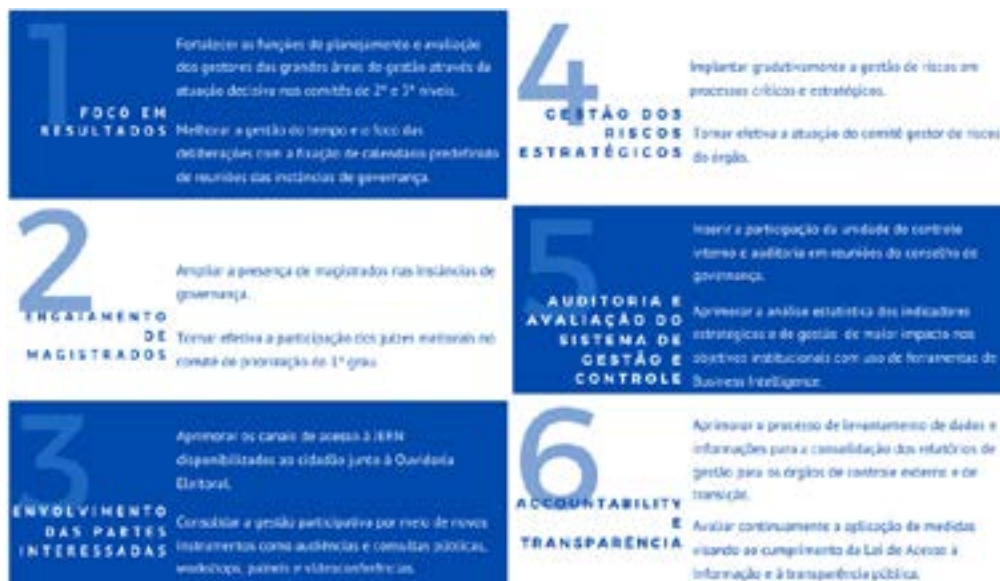 1
FOCO EM
RESULTADOS
Fortalecer as funções de planejamento e avaliação
dos gestores das grandes áreas de gestão através da
atuação decisiva nos comitês de 2º e 3º níveis.
Melhorar a gestão do tempo e o foco das
deliberações com a fixação de calendário predefinido
de reuniões das instâncias de governança.
2
ENGAJAMENTO
DE
MAGISTRADOS
Ampliar a presença de magistrados nas instâncias de
governança.
Tornar efetiva a participação dos juízes eleitorais no
comitê de priorização do 1º grau.
3
ENVOLVIMENTO
DAS PARTES
INTERESSADAS
Aprimorar os canais de acesso à JERN
disponibilizados ao cidadão junto à Ouvidoria
Eleitoral.
Consolidar a gestão participativa por meio de novos
instrumentos como audiências e consultas públicas,
workshops, painéis e videoconferências.
4
GESTÃO DOS
RISCOS
ESTRATÉGICOS
Implantar gradativamente a gestão de riscos em
processos críticos e estratégicos.
Tornar efetiva a atuação do comitê gestor de riscos
do órgão.
5
AUDITORIA E
AVALIAÇÃO DO
SISTEMA DE
GESTÃO E
CONTROLE
Inserir a participação da unidade de controle
interno e auditoria em reuniões do conselho de
governança.
Aprimorar a análise estatística dos indicadores
estratégicos e de gestão de maior impacto nos
objetivos institucionais com uso de ferramentas de
Business Intelligence.
6
ACCOUNTABILITY
E
TRANSPARÊNCIA
Aprimorar o processo de levantamento de dados e
informações para a consolidação dos relatórios de
gestão para os órgãos de controle externo e de
transição.
Avaliar continuamente a aplicação de medidas
visando ao cumprimento da Lei de Acesso à
Informação e à transparência pública.